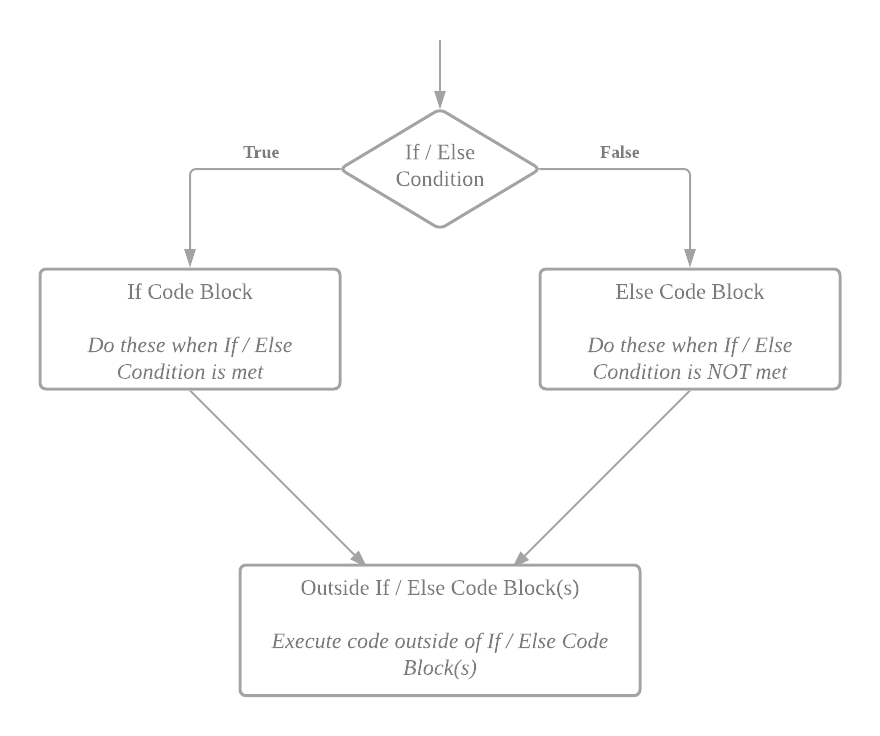 If / Else
Condition
True
False
If Code Block
Do these when If / Else
Condition is met
Else Code Block
Do these when If / Else
Condition is NOT met
Outside If / Else Code Block(s)
Execute code outside of If / Else Code
Block(s)